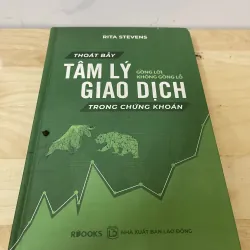 RITA STEVENS
THOÁT BẪY
TÂM LÝ
GỒNG LỜI
KHÔNG GỒNG LỖ
GIAO DỊCH
TRONG CHỨNG KHOÁN
RBOOKS
NHÀ XUẤT BẢN LAO ĐỘNG